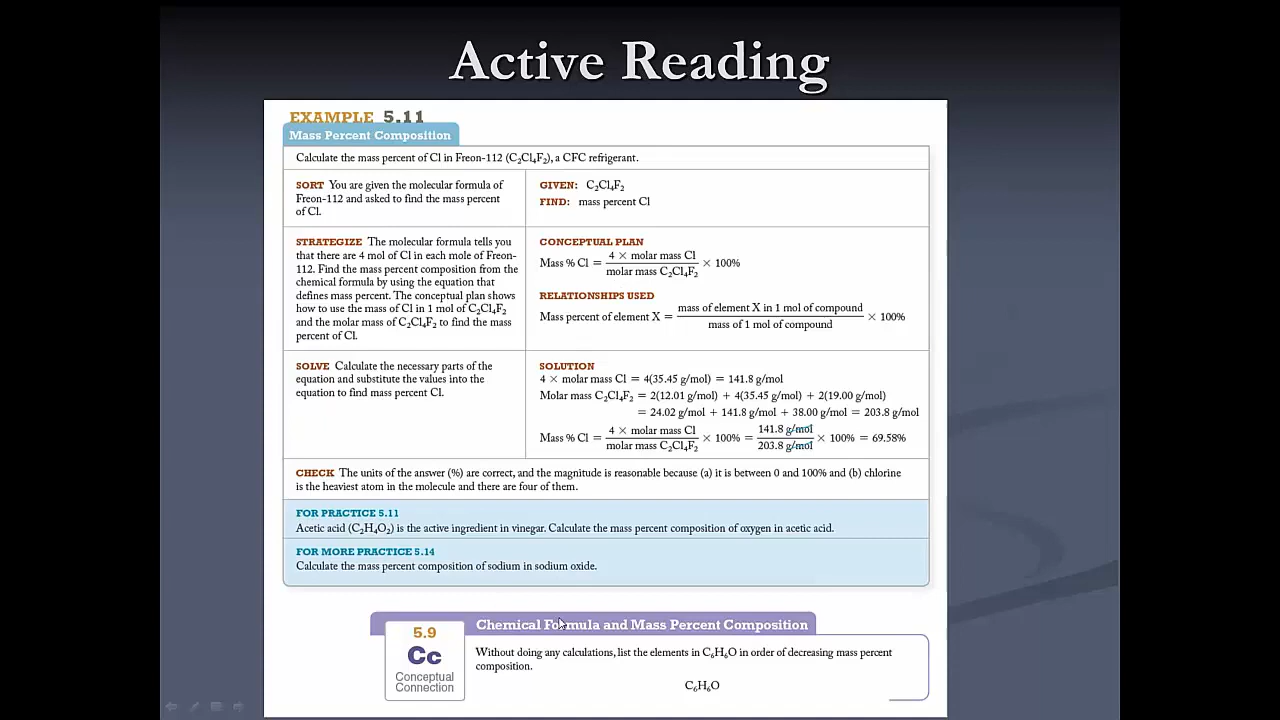 Active Reading
EXAMPLE 5.11
Mass Percent Composition
Calculate the mass percent of Cl in Freon-112 (C₂Cl₄F₂), a CFC refrigerant.
SORT You are given the molecular formula of
Freon-112 and asked to find the mass percent
of Cl.
GIVEN: C₂Cl₄F₂
FIND: mass percent Cl
STRATEGIZE The molecular formula tells you
that there are 4 mol of Cl in each mole of Freon-
112. Find the mass percent composition from the
chemical formula by using the equation that
defines mass percent. The conceptual plan shows
how to use the mass of Cl in 1 mol of C₂Cl₄F₂
and the molar mass of C₂Cl₄F₂ to find the mass
percent of Cl.
CONCEPTUAL PLAN
Mass % Cl = 4 × molar mass Cl / molar mass C₂Cl₄F₂ × 100%
RELATIONSHIPS USED
Mass percent of element X = mass of element X in 1 mol of compound / mass of 1 mol of compound × 100%
SOLVE Calculate the necessary parts of the
equation and substitute the values into the
equation to find mass percent Cl.
SOLUTION
4 × molar mass Cl = 4(35.45 g/mol) = 141.8 g/mol
Molar mass C₂Cl₄F₂ = 2(12.01 g/mol) + 4(35.45 g/mol) + 2(19.00 g/mol)
= 24.02 g/mol + 141.8 g/mol + 38.00 g/mol = 203.8 g/mol
Mass % Cl = 4 × molar mass Cl / molar mass C₂Cl₄F₂ × 100% = 141.8 g/mol / 203.8 g/mol × 100% = 69.58%
CHECK The units of the answer (%) are correct, and the magnitude is reasonable because (a) it is between 0 and 100% and (b) chlorine
is the heaviest atom in the molecule and there are four of them.
FOR PRACTICE 5.11
Acetic acid (C₂H₄O₂) is the active ingredient in vinegar. Calculate the mass percent composition of oxygen in acetic acid.
FOR MORE PRACTICE 5.14
Calculate the mass percent composition of sodium in sodium oxide.
5.9
Cc
Conceptual
Connection
Chemical Formula and Mass Percent Composition
Without doing any calculations, list the elements in C₆H₆O in order of decreasing mass percent
composition.
C₆H₆O